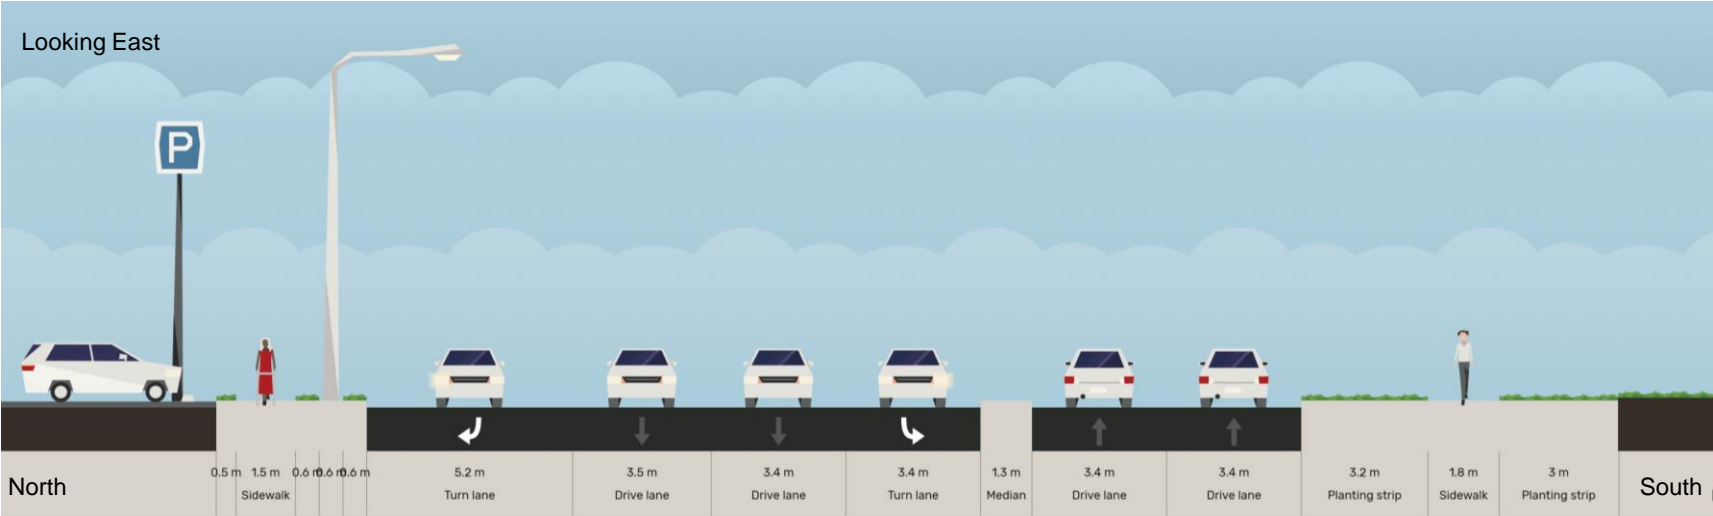 Looking East
P
0.5 m 1.5 m 0.6 m 0.6 m 0.6 m 5.2 m 3.5 m 3.4 m 3.4 m 1.3 m 3.4 m 3.4 m 3.2 m 1.8 m 3 m
North Sidewalk Turn lane Drive lane Drive lane Turn lane Median Drive lane Drive lane Planting strip Sidewalk Planting strip South